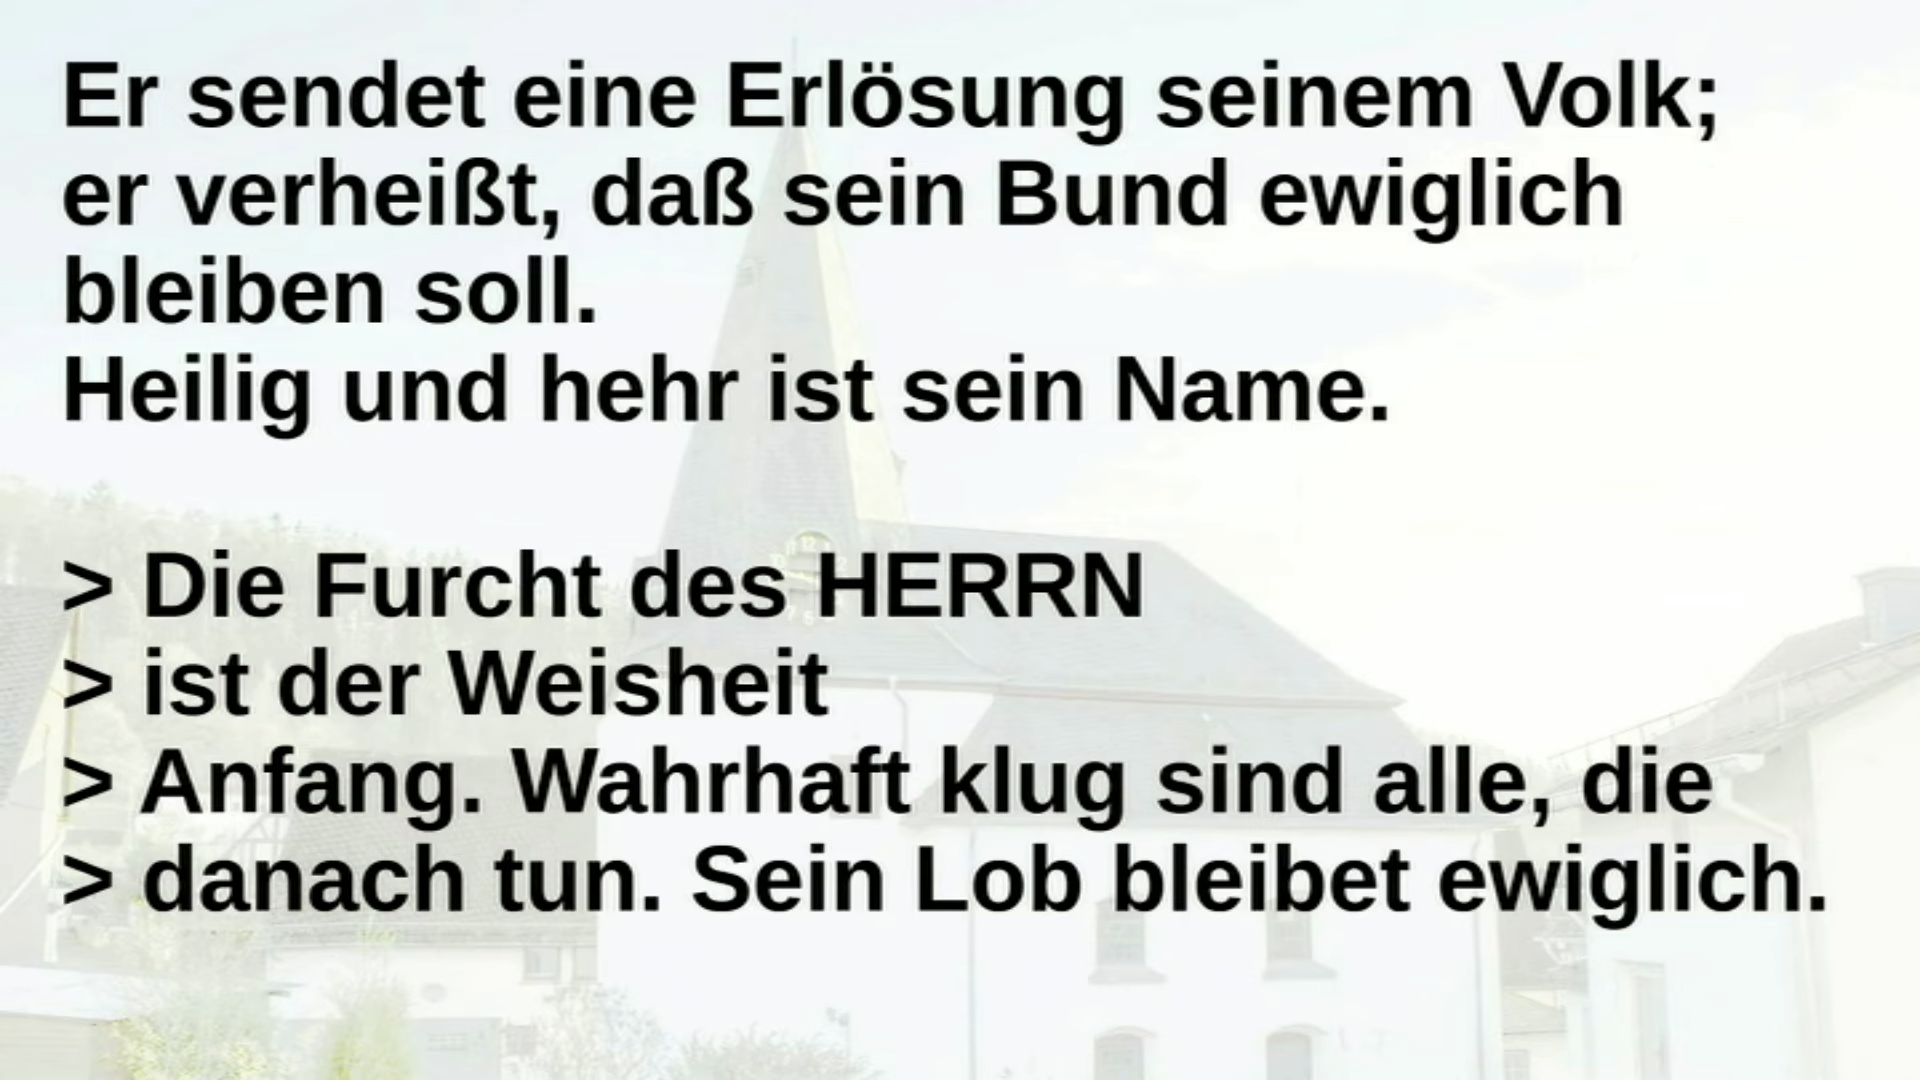 Er sendet eine Erlösung seinem Volk;
er verheißt, daß sein Bund ewiglich
bleiben soll.
Heilig und hehr ist sein Name.
> Die Furcht des HERRN
> ist der Weisheit
> Anfang. Wahrhaft klug sind alle, die
> danach tun. Sein Lob bleibet ewiglich.